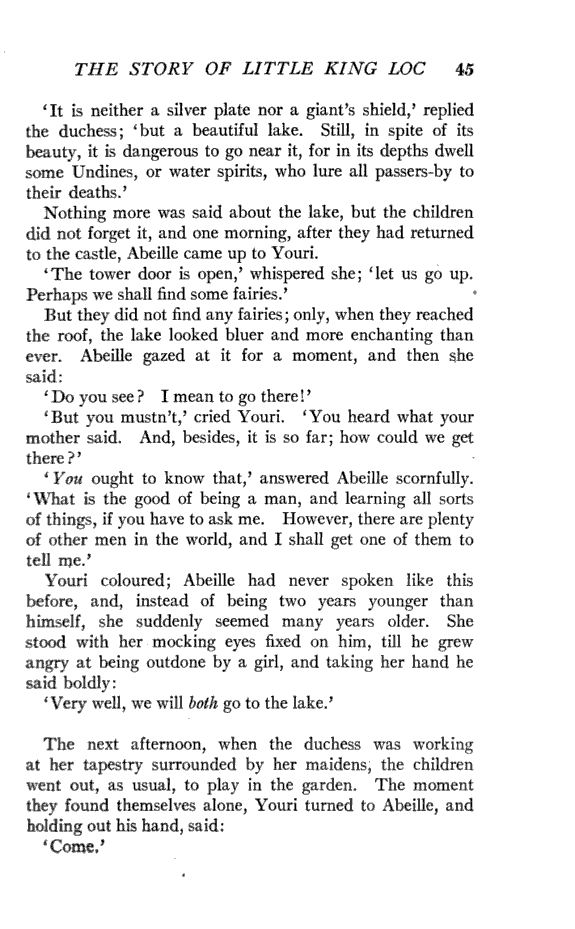 THE STORY OF LITTLE KING LOC 45
‘It is neither a silver plate nor a giant’s shield,’ replied
the duchess; ‘but a beautiful lake. Still, in spite of its
beauty, it is dangerous to go near it, for in its depths dwell
some Undines, or water spirits, who lure all passers-by to
their deaths.’
Nothing more was said about the lake, but the children
did not forget it, and one morning, after they had returned
to the castle, Abeille came up to Youri.
‘The tower door is open,’ whispered she; ‘let us go up.
Perhaps we shall find some fairies.’
But they did not find any fairies; only, when they reached
the roof, the lake looked bluer and more enchanting than
ever. Abeille gazed at it for a moment, and then she
said:
‘Do you see? I mean to go there!’
‘But you mustn’t,’ cried Youri. ‘You heard what your
mother said. And, besides, it is so far; how could we get
there?’
‘You ought to know that,’ answered Abeille scornfully.
‘What is the good of being a man, and learning all sorts
of things, if you have to ask me. However, there are plenty
of other men in the world, and I shall get one of them to
tell me.’
Youri coloured; Abeille had never spoken like this
before, and, instead of being two years younger than
himself, she suddenly seemed many years older. She
stood with her mocking eyes fixed on him, till he grew
angry at being outdone by a girl, and taking her hand he
said boldly:
‘Very well, we will both go to the lake.’
The next afternoon, when the duchess was working
at her tapestry surrounded by her maidens, the children
went out, as usual, to play in the garden. The moment
they found themselves alone, Youri turned to Abeille, and
holding out his hand, said:
‘Come.’